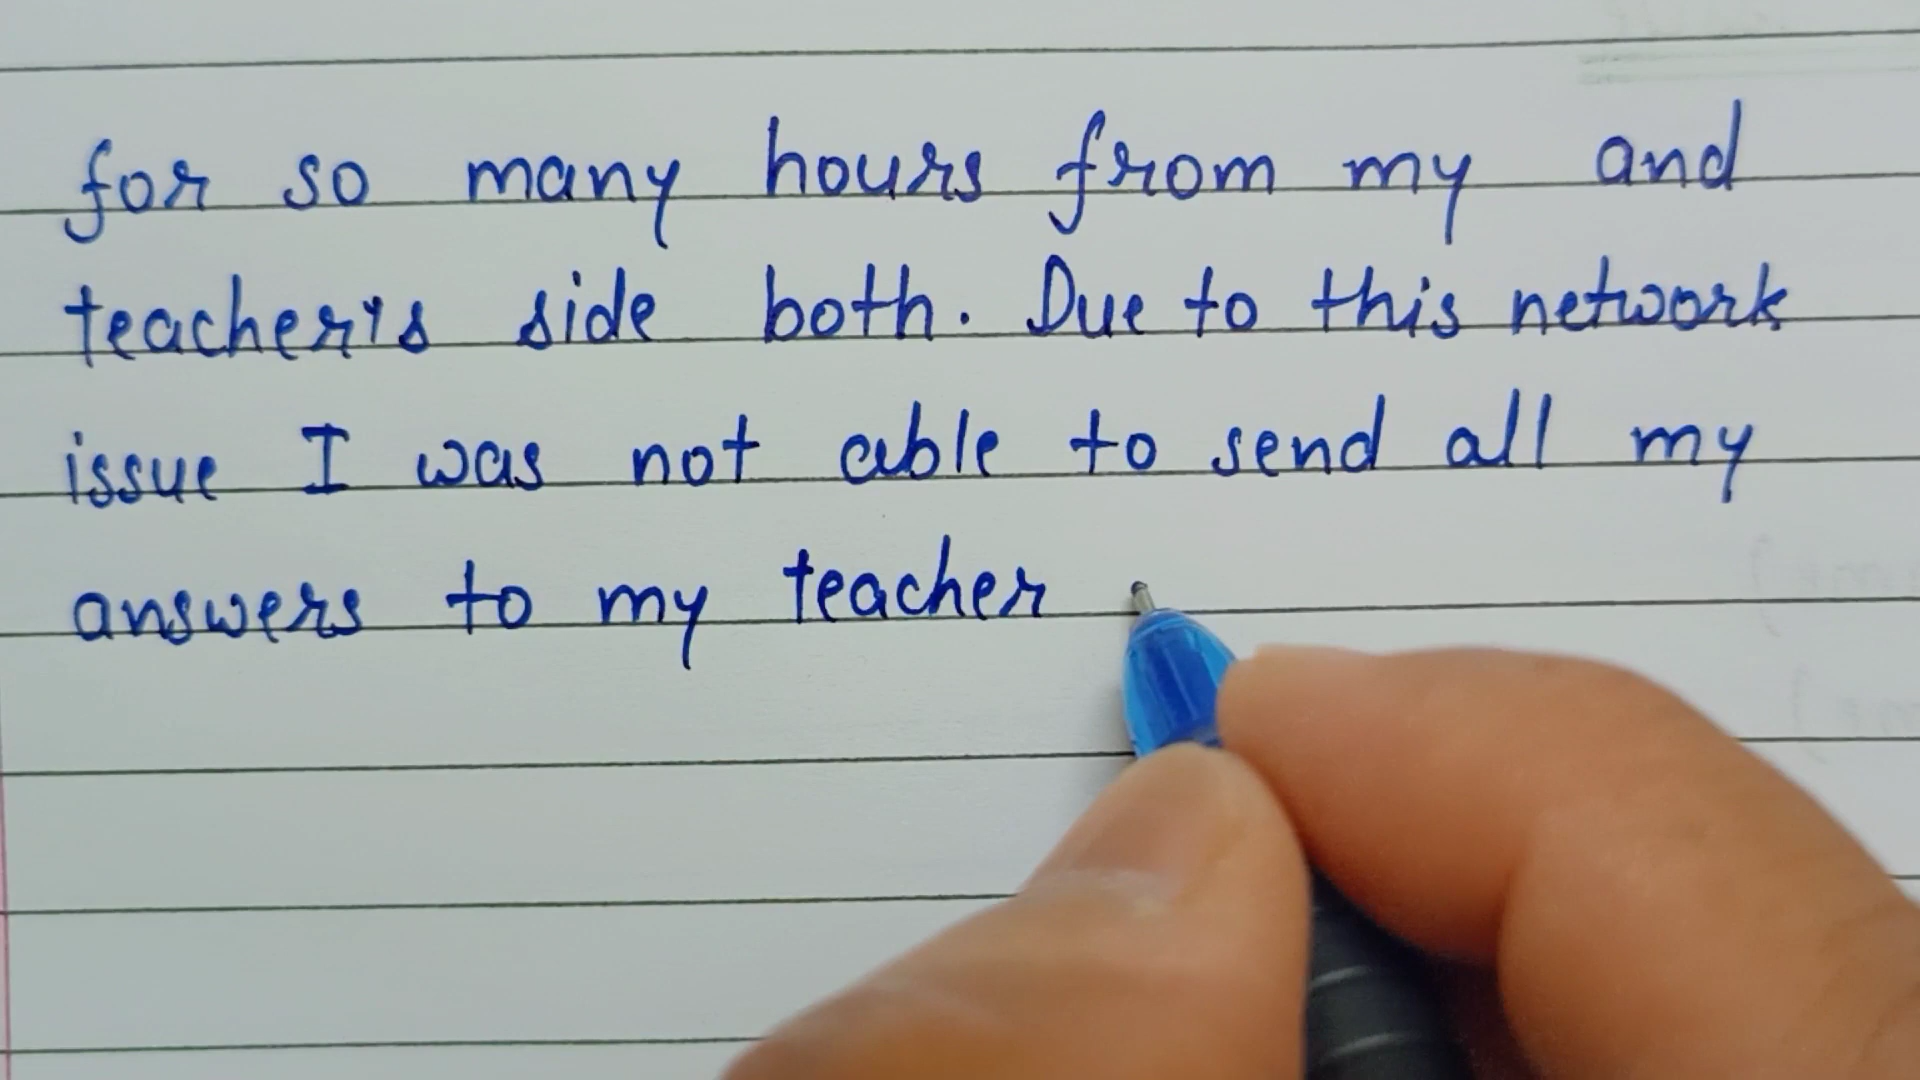 for so many hours from my and
teacher's side both. Due to this network
issue I was not able to send all my
answers to my teacher